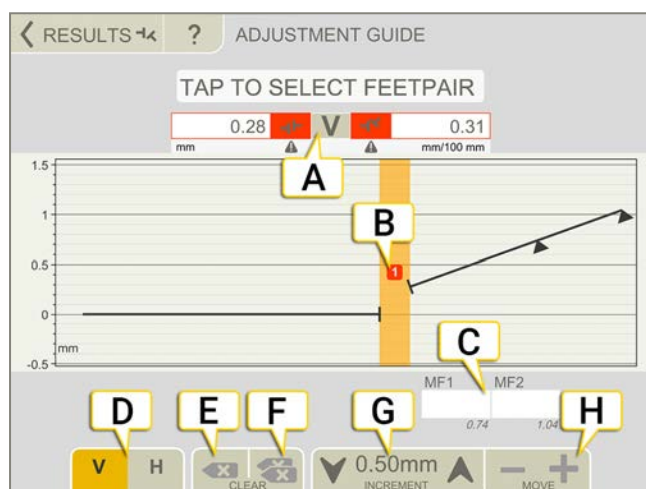 RESULTS ? ADJUSTMENT GUIDE
TAP TO SELECT FEETPAIR
0.28 V 0.31
mm mm/100 mm
A
1.5
1
B
1
0.5
0
C
mm
-0.5
MF1 MF2
0.74 1.04
D E F G H
V H 0.50mm
CLEAR INCREMENT MOVE